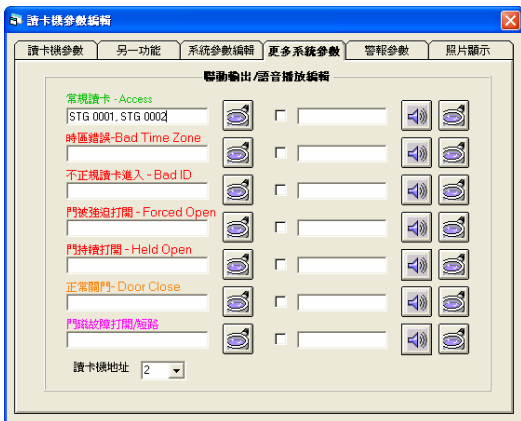 讀卡機參數編輯
讀卡機參數 另一功能 系統參數編輯 更多系統參數 警報參數 照片顯示
聯動輸出/語音播放編輯
常規讀卡 - Access
STG 0001, STG 0002
時區錯誤-Bad Time Zone
不正規讀卡進入 - Bad ID
門被強迫打開 - Forced Open
門持續打開 - Held Open
正常關門- Door Close
門磁故障打開/短路
讀卡機地址 2